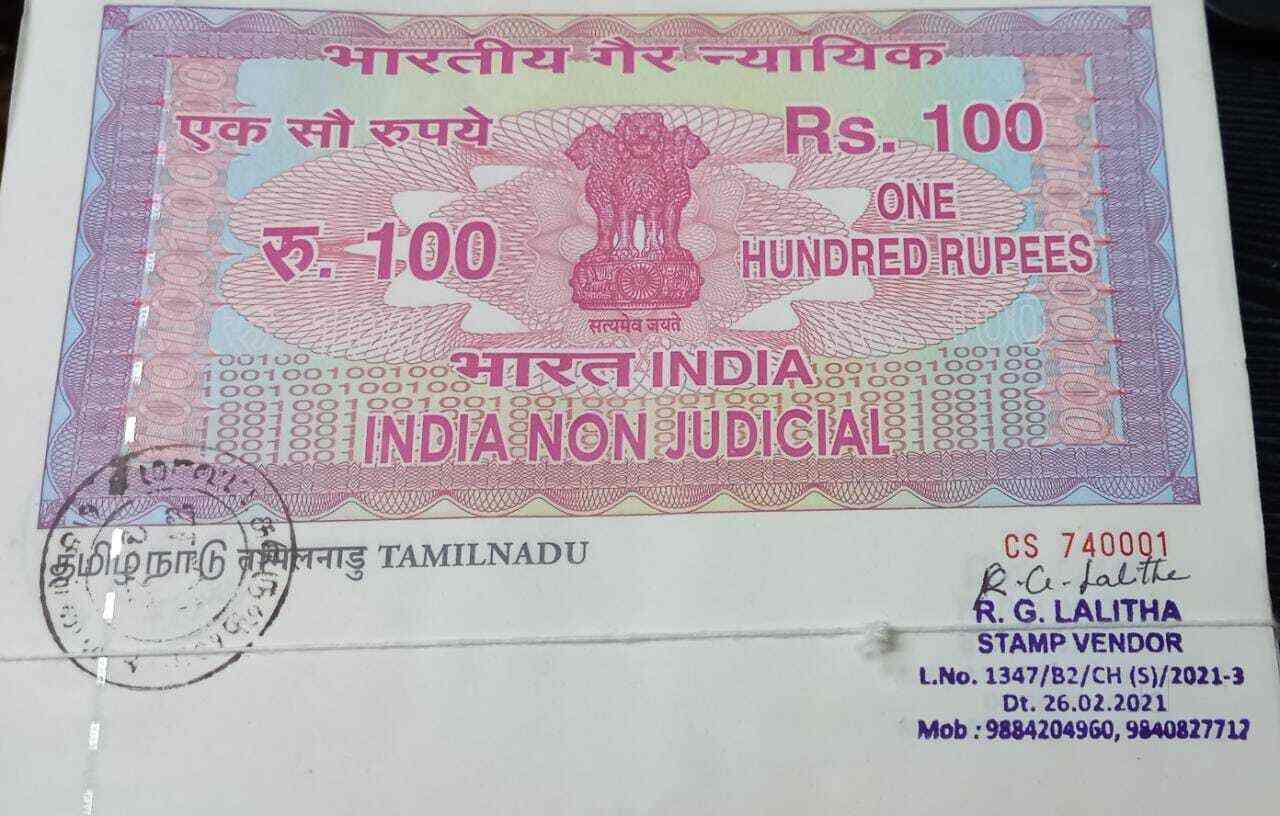 भारतीय गैर न्यायिक
एक सौ रुपये Rs. 100
रु. 100 ONE HUNDRED RUPEES
सत्यमेव जयते
भारत INDIA
INDIA NON JUDICIAL
தமிழ்நாடு तमिलनाडु TAMILNADU
CS 740001
R. G. Lalitha
R. G. LALITHA
STAMP VENDOR
L.No. 1347/B2/CH (S)/2021-3
Dt. 26.02.2021
Mob : 9884204960, 9840827712